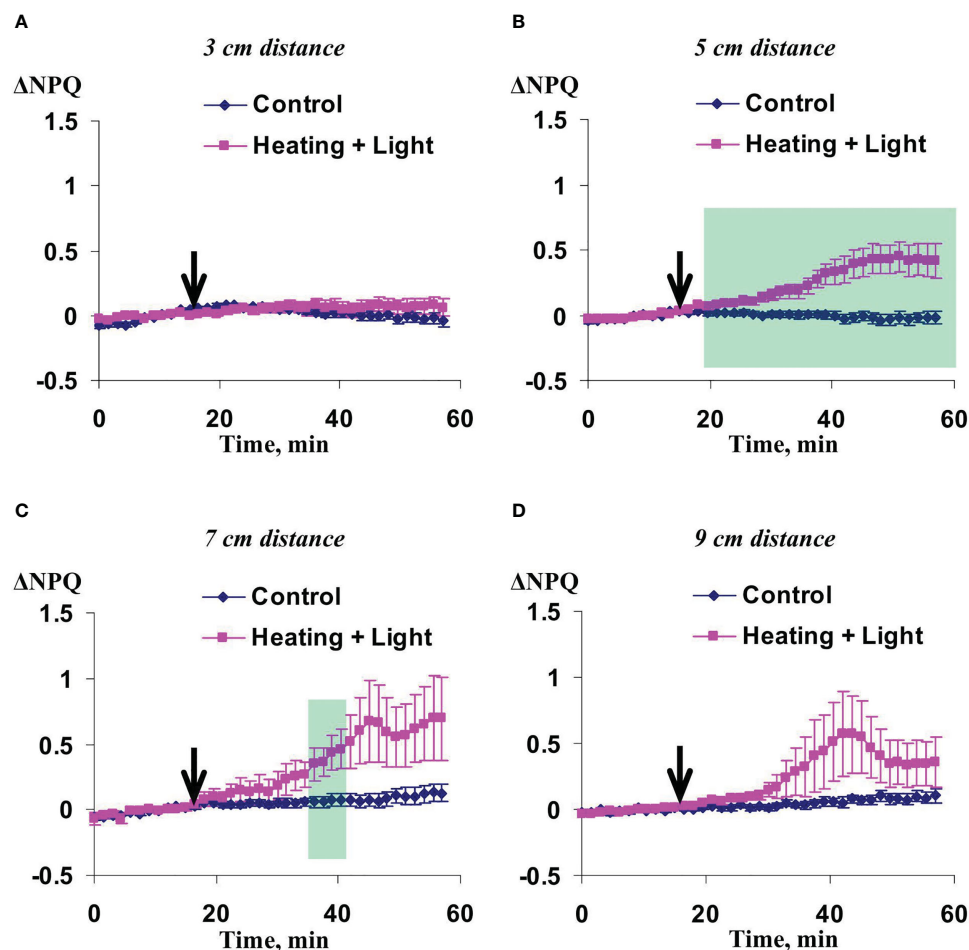 A
3 cm distance
ΔNPQ
Control
Heating + Light
1.5
1
0.5
0
-0.5
0 20 40 60
Time, min
B
5 cm distance
ΔNPQ
Control
Heating + Light
1.5
1
0.5
0
-0.5
0 20 40 60
Time, min
C
7 cm distance
ΔNPQ
Control
Heating + Light
1.5
1
0.5
0
-0.5
0 20 40 60
Time, min
D
9 cm distance
ΔNPQ
Control
Heating + Light
1.5
1
0.5
0
-0.5
0 20 40 60
Time, min